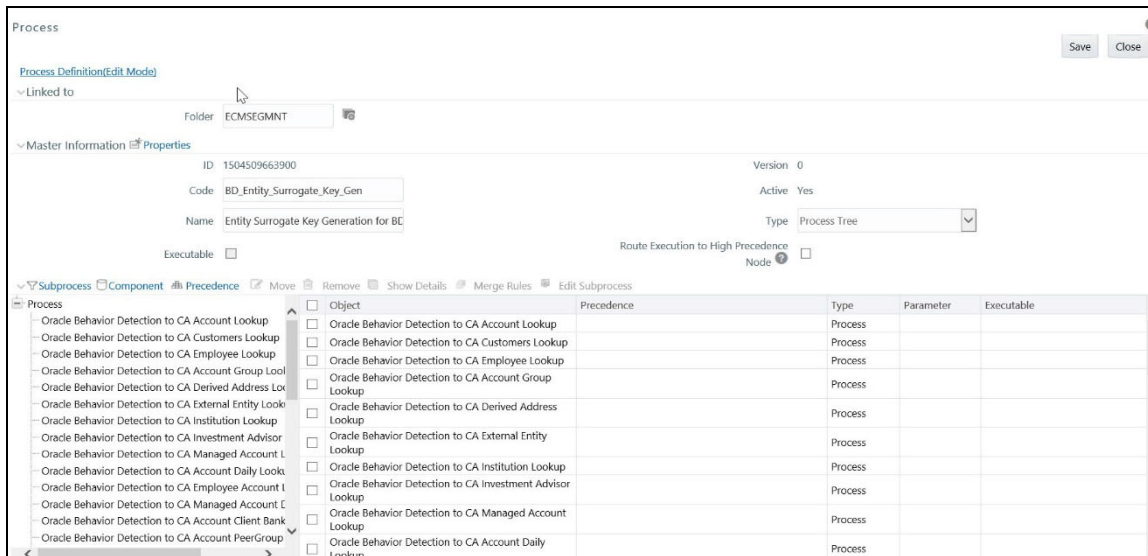 Process
Save Close
Process Definition(Edit Mode)
Linked to
Folder ECMSEGMNT
Master Information Properties
ID 1504509663900 Version 0
Code BD_Entity_Surrogate_Key_Gen Active Yes
Name Entity Surrogate Key Generation for BD Type Process Tree
Executable Route Execution to High Precedence
Node
Subprocess Component Precedence Move Remove Show Details Merge Rules Edit Subprocess
Process
Oracle Behavior Detection to CA Account Lookup
Oracle Behavior Detection to CA Customers Lookup
Oracle Behavior Detection to CA Employee Lookup
Oracle Behavior Detection to CA Account Group
Oracle Behavior Detection to CA Derived Address
Oracle Behavior Detection to CA External Entity
Oracle Behavior Detection to CA Institution Lookup
Oracle Behavior Detection to CA Investment Advisor
Oracle Behavior Detection to CA Managed Account
Oracle Behavior Detection to CA Account Daily
Oracle Behavior Detection to CA Employee Account
Oracle Behavior Detection to CA Managed Account
Oracle Behavior Detection to CA Account Client Bank
Oracle Behavior Detection to CA Account PeerGroup
Object Precedence Type Parameter Executable
Oracle Behavior Detection to CA Account Lookup Process
Oracle Behavior Detection to CA Customers Lookup Process
Oracle Behavior Detection to CA Employee Lookup Process
Oracle Behavior Detection to CA Account Group
Lookup Process
Oracle Behavior Detection to CA Derived Address
Lookup Process
Oracle Behavior Detection to CA External Entity
Lookup Process
Oracle Behavior Detection to CA Institution Lookup Process
Oracle Behavior Detection to CA Investment Advisor
Lookup Process
Oracle Behavior Detection to CA Managed Account
Lookup Process
Oracle Behavior Detection to CA Account Daily
Lookup Process